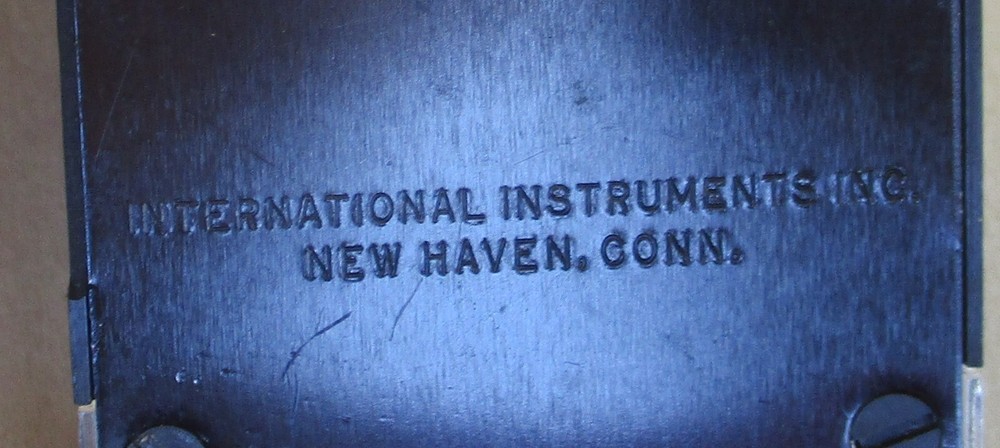 INTERNATIONAL INSTRUMENTS INC.
NEW HAVEN. CONN.